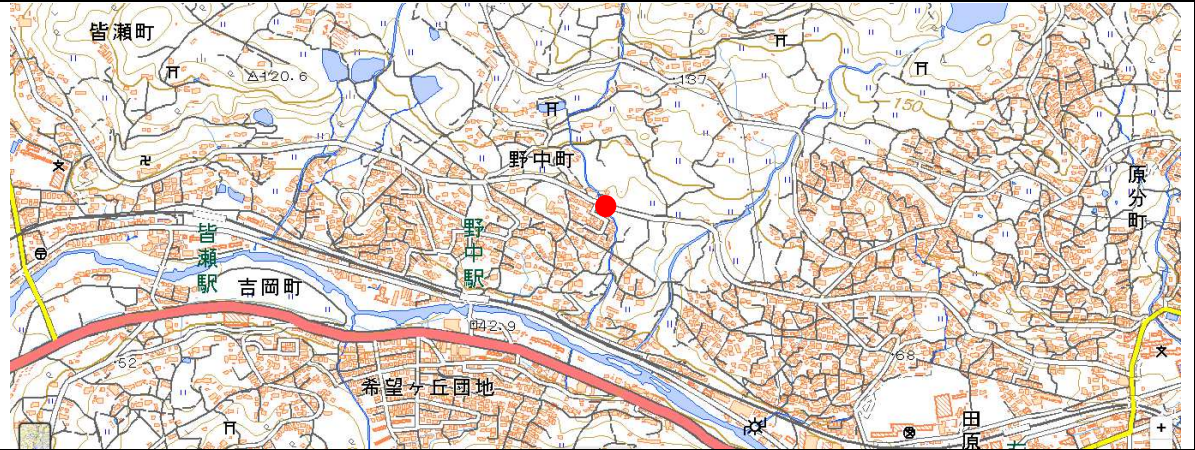 皆瀬町
△120.6
·137
150
野中町
原分町
皆瀬駅
野中駅
吉岡町
42.9
·52
·68
希望ヶ丘団地
田原
+